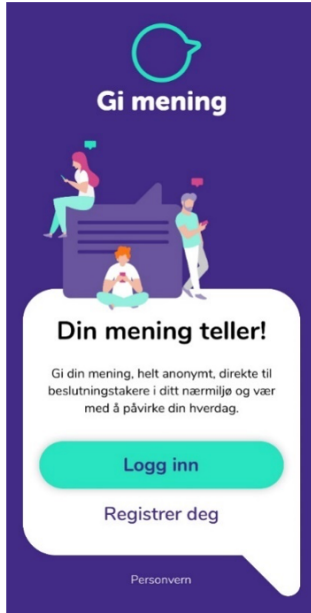 Gi mening
Din mening teller!
Gi din mening, helt anonymt, direkte til
beslutningstakere i ditt nærmiljø og vær
med å påvirke din hverdag.
Logg inn
Registrer deg
Personvern